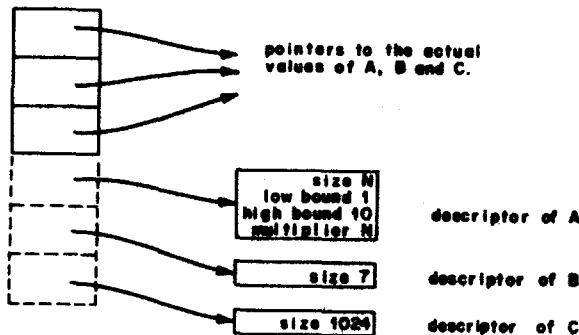 pointers to the actual
values of A, B and C.
size N
low bound 1
high bound 10
multiplier N
descriptor of A
size 7
descriptor of B
size 1024
descriptor of C